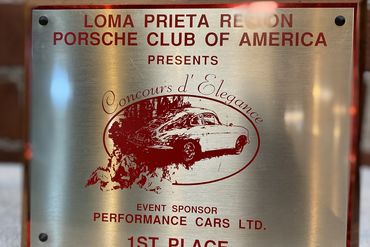 LOMA PRIETA REGION
PORSCHE CLUB OF AMERICA
PRESENTS
Concours d' Elegance
EVENT SPONSOR
PERFORMANCE CARS LTD.
1ST PLACE